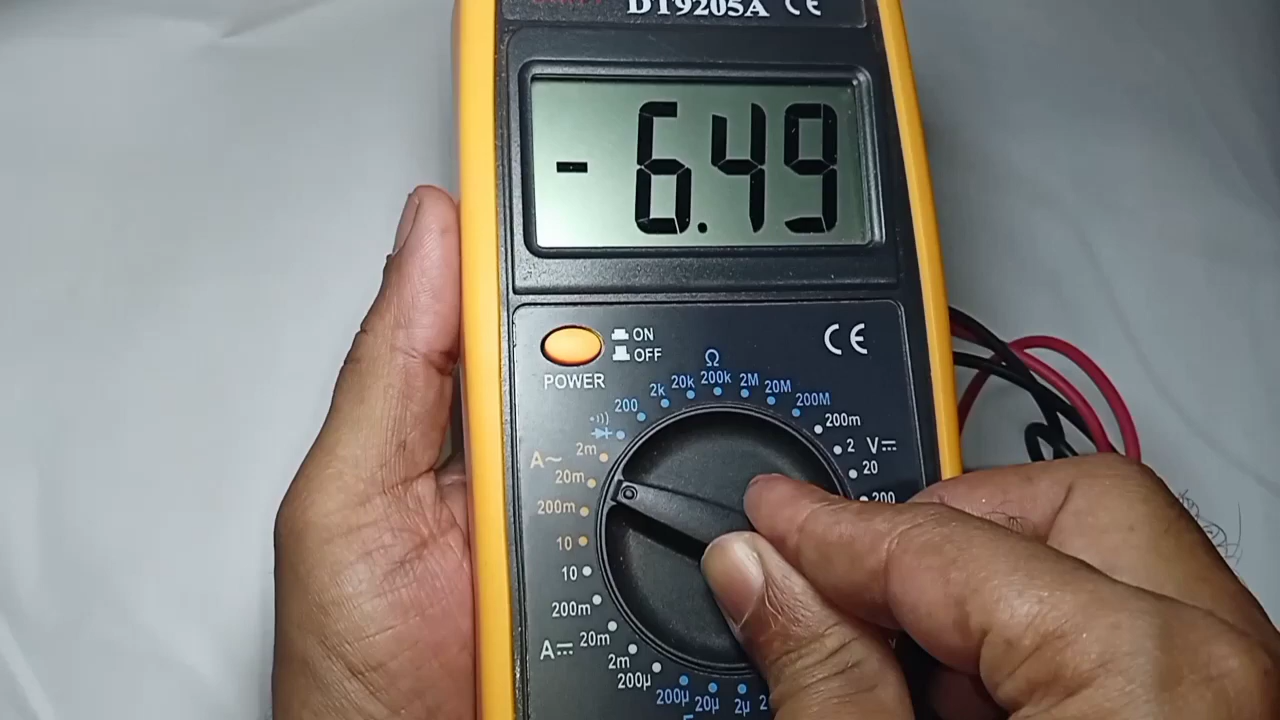 DT9205A CE
- 6.49
ON
OFF
POWER
CE
Ω
200 2k 20k 200k 2M 20M 200M
A~
2m
20m
200m
10
10
200m
20m
2m
200µ
A⎓
200m
2
20
200
V⎓
200µ 20µ 2µ